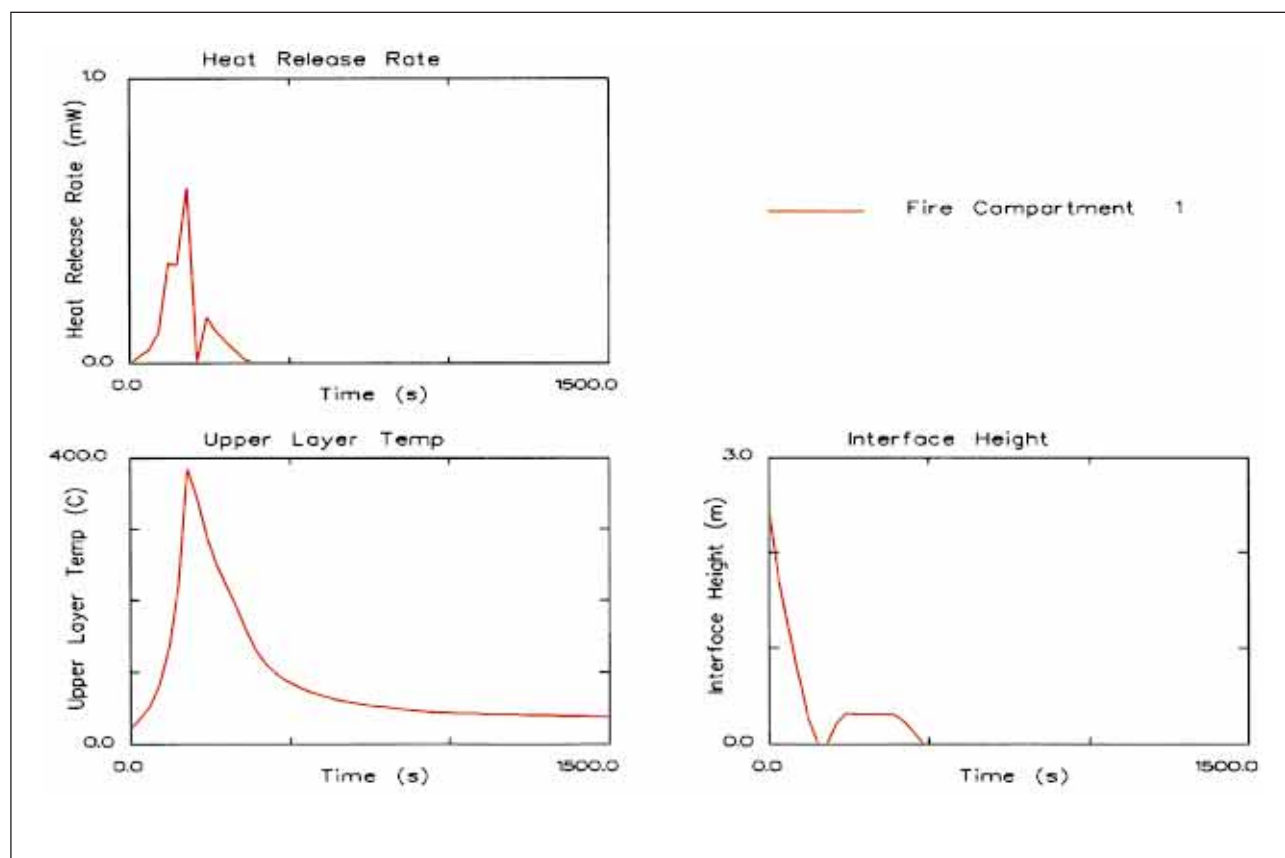 Heat Release Rate
1.0
Heat Release Rate (mW)
0.0
0.0
1500.0
Time (s)
Fire Compartment 1
Upper Layer Temp
400.0
Upper Layer Temp (C)
0.0
0.0
1500.0
Time (s)
Interface Height
3.0
Interface Height (m)
0.0
0.0
1500.0
Time (s)